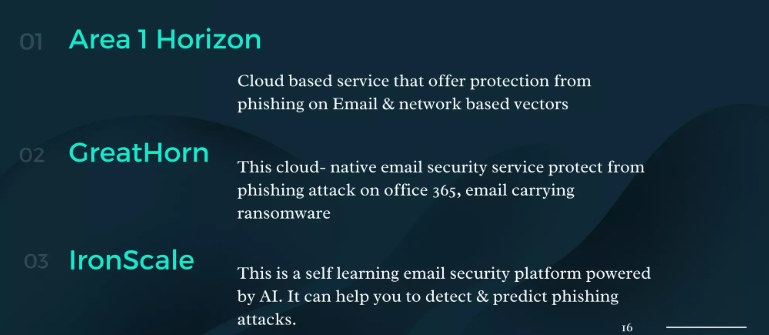 01 Area 1 Horizon
Cloud based service that offer protection from
phishing on Email & network based vectors
02 GreatHorn
This cloud- native email security service protect from
phishing attack on office 365, email carrying
ransomware
03 IronScale
This is a self learning email security platform powered
by AI. It can help you to detect & predict phishing
attacks.
16